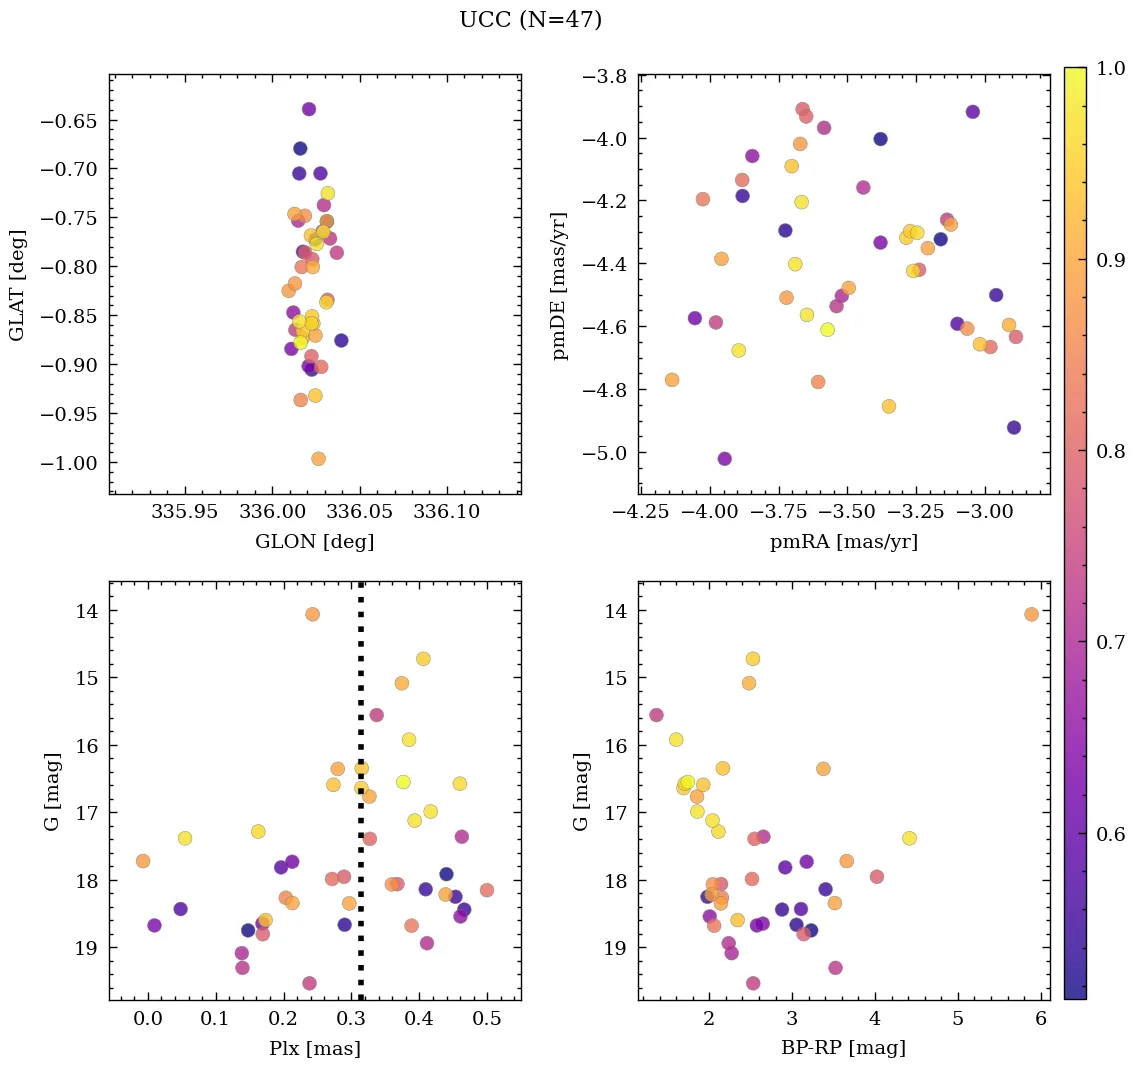 UCC (N=47)
−0.65
−0.70
−0.75
−0.80
−0.85
−0.90
−0.95
−1.00
GLAT [deg]
335.95 336.00 336.05 336.10
GLON [deg]
−3.8
−4.0
−4.2
−4.4
−4.6
−4.8
−5.0
pmDE [mas/yr]
−4.25 −4.00 −3.75 −3.50 −3.25 −3.00
pmRA [mas/yr]
14
15
16
17
18
19
G [mag]
0.0 0.1 0.2 0.3 0.4 0.5
Plx [mas]
14
15
16
17
18
19
G [mag]
2 3 4 5 6
BP-RP [mag]
1.0
0.9
0.8
0.7
0.6